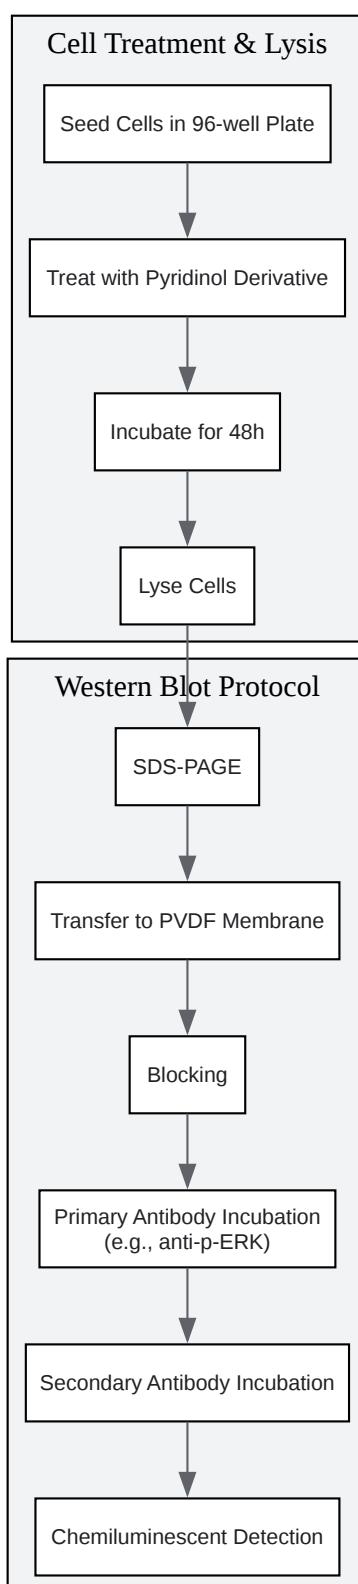 Cell Treatment & Lysis
Seed Cells in 96-well Plate
Treat with Pyridinol Derivative
Incubate for 48h
Lyse Cells
Western Blot Protocol
SDS-PAGE
Transfer to PVDF Membrane
Blocking
Primary Antibody Incubation
(e.g., anti-p-ERK)
Secondary Antibody Incubation
Chemiluminescent Detection